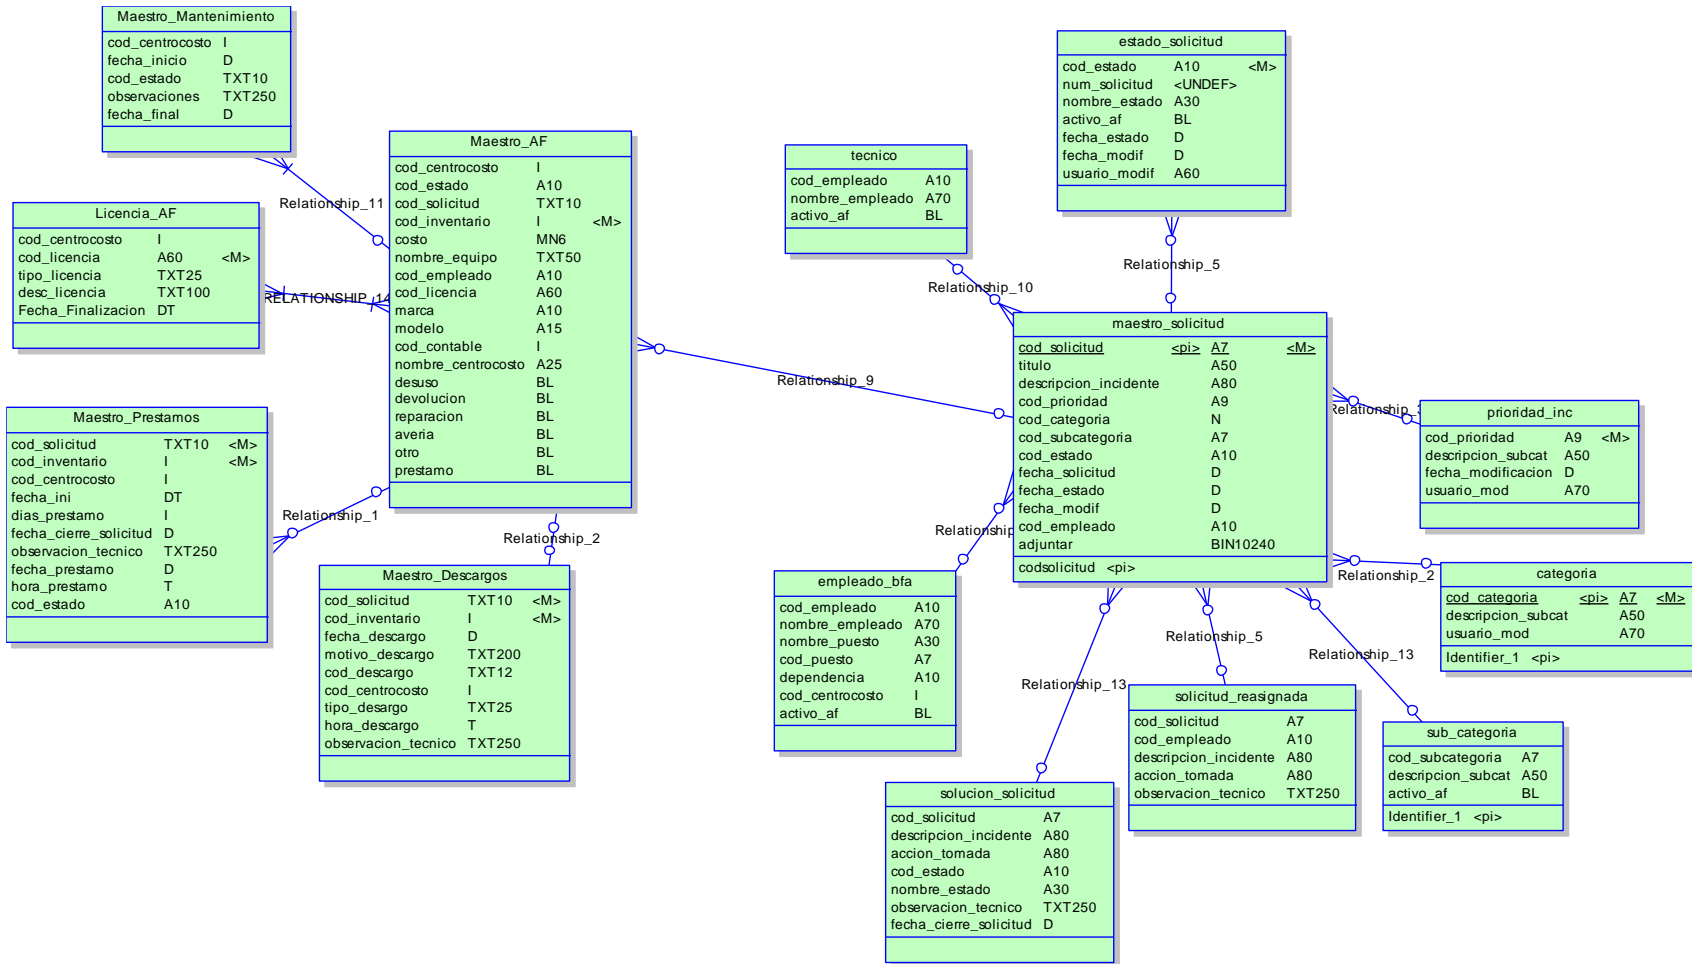 Maestro_Mantenimiento
cod_centrocosto I
fecha_inicio D
cod_estado TXT10
observaciones TXT250
fecha_final D
Relationship_11
Licencia_AF
cod_centrocosto I
cod_licencia A60 <M>
tipo_licencia TXT25
desc_licencia TXT100
Fecha_Finalizacion DT
RELATIONSHIP_14
Maestro_AF
cod_centrocosto I
cod_estado A10
cod_solicitud TXT10
cod_inventario I <M>
costo MN6
nombre_equipo TXT50
cod_empleado A10
cod_licencia A60
marca A10
modelo A15
cod_contable I
nombre_centrocosto A25
desuso BL
devolucion BL
reparacion BL
averia BL
otro BL
prestamo BL
Maestro_Prestamos
cod_solicitud TXT10 <M>
cod_inventario I <M>
cod_centrocosto I
fecha_ini DT
dias_prestamo I
fecha_cierre_solicitud D
observacion_tecnico TXT250
fecha_prestamo D
hora_prestamo T
cod_estado A10
Relationship_1
Relationship_2
Maestro_Descargos
cod_solicitud TXT10 <M>
cod_inventario I <M>
fecha_descargo D
motivo_descargo TXT200
cod_descargo TXT12
cod_centrocosto I
tipo_desargo TXT25
hora_descargo T
observacion_tecnico TXT250
Relationship_9
tecnico
cod_empleado A10
nombre_empleado A70
activo_af BL
Relationship_10
estado_solicitud
cod_estado A10 <M>
num_solicitud <UNDEF>
nombre_estado A30
activo_af BL
fecha_estado D
fecha_modif D
usuario_modif A60
Relationship_5
maestro_solicitud
cod_solicitud <pi> A7 <M>
titulo A50
descripcion_incidente A80
cod_prioridad A9
cod_categoria N
cod_subcategoria A7
cod_estado A10
fecha_solicitud D
fecha_estado D
fecha_modif D
cod_empleado A10
adjuntar BIN10240
codsolicitud <pi>
Relationship_3
prioridad_inc
cod_prioridad A9 <M>
descripcion_subcat A50
fecha_modificacion D
usuario_mod A70
Relationship_2
categoria
cod_categoria <pi> A7 <M>
descripcion_subcat A50
usuario_mod A70
Identifier_1 <pi>
Relationship
empleado_bfa
cod_empleado A10
nombre_empleado A70
nombre_puesto A30
cod_puesto A7
dependencia A10
cod_centrocosto I
activo_af BL
Relationship_13
solucion_solicitud
cod_solicitud A7
descripcion_incidente A80
accion_tomada A80
cod_estado A10
nombre_estado A30
observacion_tecnico TXT250
fecha_cierre_solicitud D
Relationship_5
solicitud_reasignada
cod_solicitud A7
cod_empleado A10
descripcion_incidente A80
accion_tomada A80
observacion_tecnico TXT250
Relationship_13
sub_categoria
cod_subcategoria A7
descripcion_subcat A50
activo_af BL
Identifier_1 <pi>